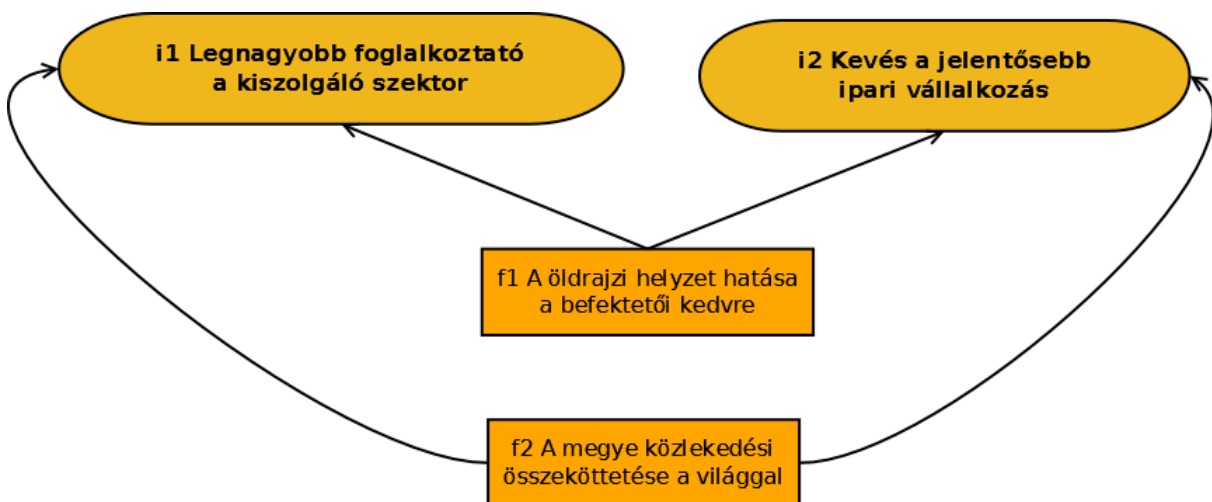 i1 Legnagyobb foglalkoztató
a kiszolgáló szektor
i2 Kevés a jelentősebb
ipari vállalkozás
f1 A öldrajzi helyzet hatása
a befektetői kedvre
f2 A megye közlekedési
összeköttetése a világgal